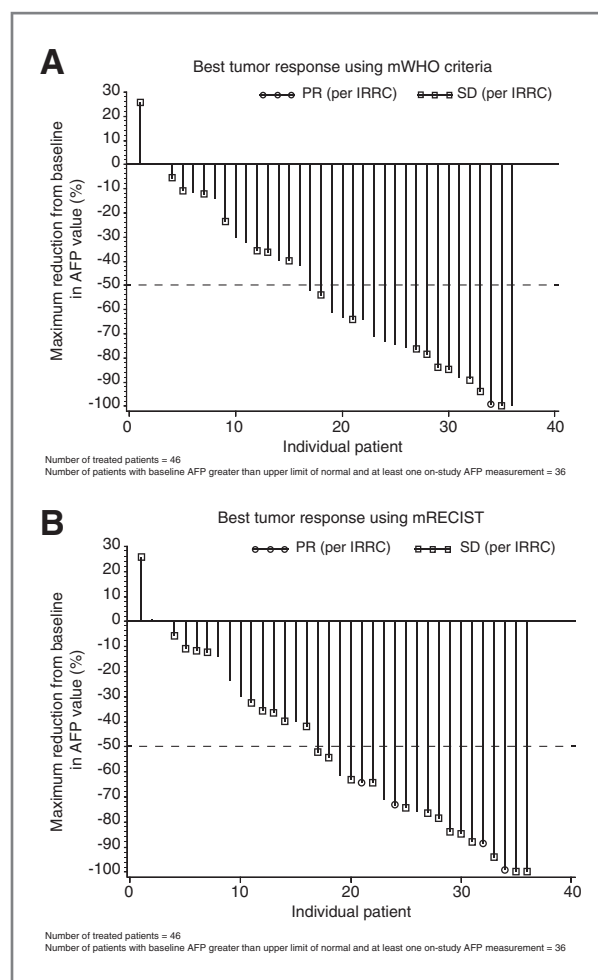 A
Best tumor response using mWHO criteria
PR (per IRRC) SD (per IRRC)
30
20
10
0
-10
-20
-30
-40
-50
-60
-70
-80
-90
-100
Maximum reduction from baseline
in AFP value (%)
0 10 20 30 40
Individual patient
Number of treated patients = 46
Number of patients with baseline AFP greater than upper limit of normal and at least one on-study AFP measurement = 36
B
Best tumor response using mRECIST
PR (per IRRC) SD (per IRRC)
30
20
10
0
-10
-20
-30
-40
-50
-60
-70
-80
-90
-100
Maximum reduction from baseline
in AFP value (%)
0 10 20 30 40
Individual patient
Number of treated patients = 46
Number of patients with baseline AFP greater than upper limit of normal and at least one on-study AFP measurement = 36